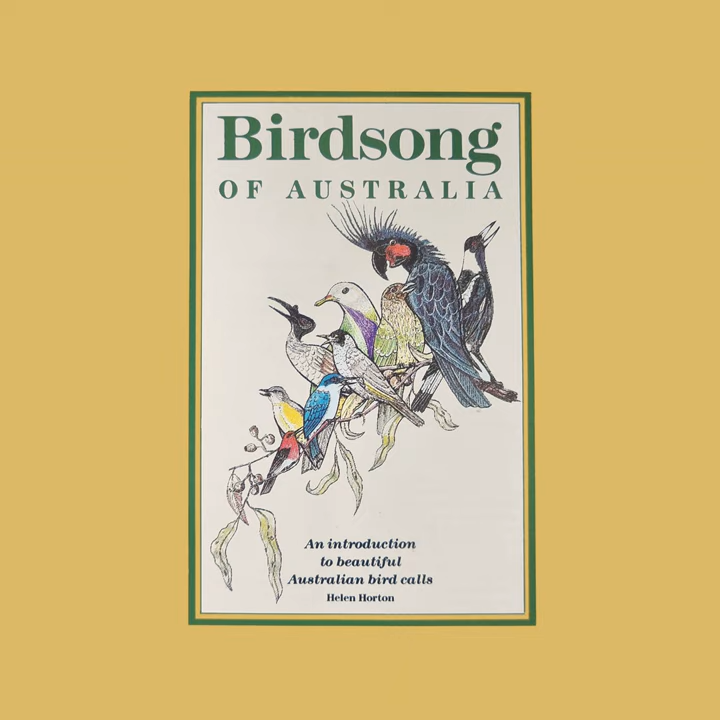 Birdsong
OF AUSTRALIA
An introduction
to beautiful
Australian bird calls
Helen Horton